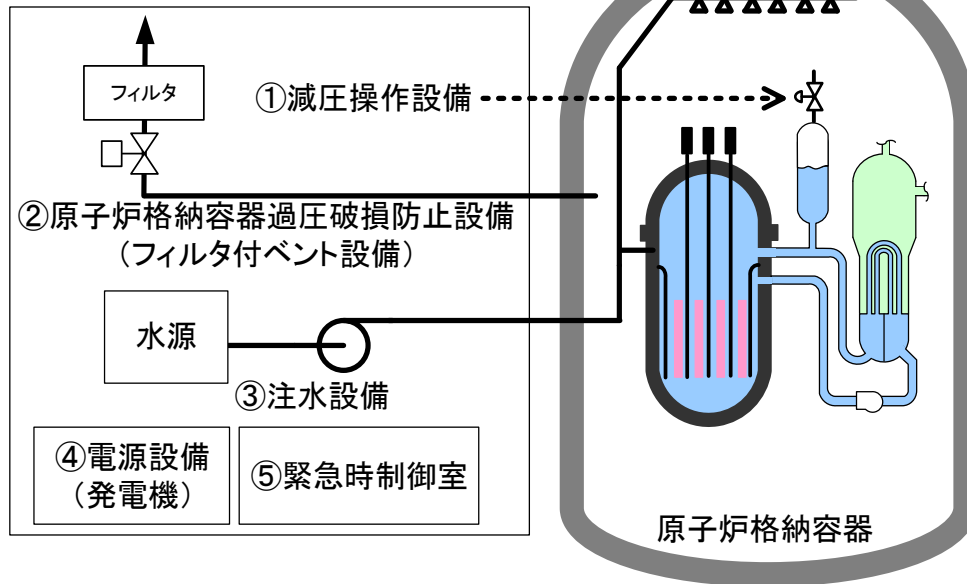 フィルタ
①減圧操作設備
②原子炉格納容器過圧破損防止設備
（フィルタ付ベント設備）
水源
③注水設備
④電源設備
（発電機）
⑤緊急時制御室
原子炉格納容器